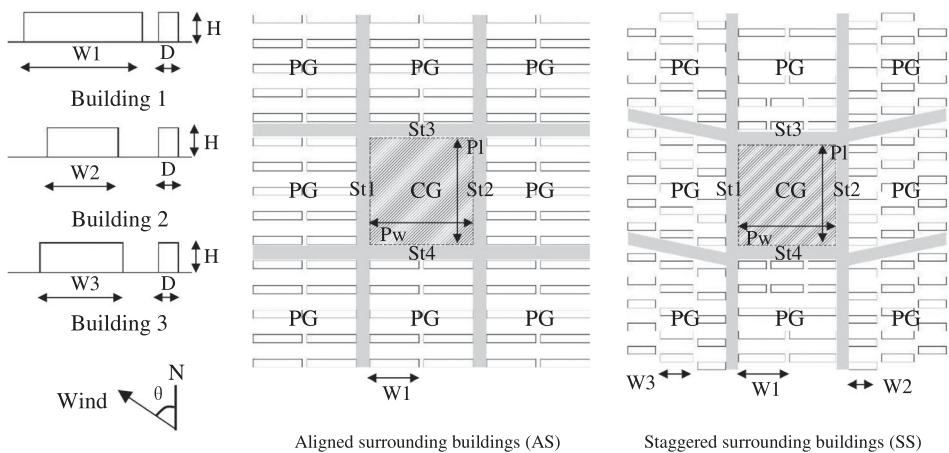 H
W1
D
Building 1
H
W2
D
Building 2
H
W3
D
Building 3
N
θ
Wind
PG PG PG
St3
Pl
PG St1 CG St2 PG
Pw
St4
PG PG PG
W1
Aligned surrounding buildings (AS)
PG PG PG
St3
Pl
PG St1 CG St2 PG
Pw
St4
PG PG PG
W3 W1 W2
Staggered surrounding buildings (SS)